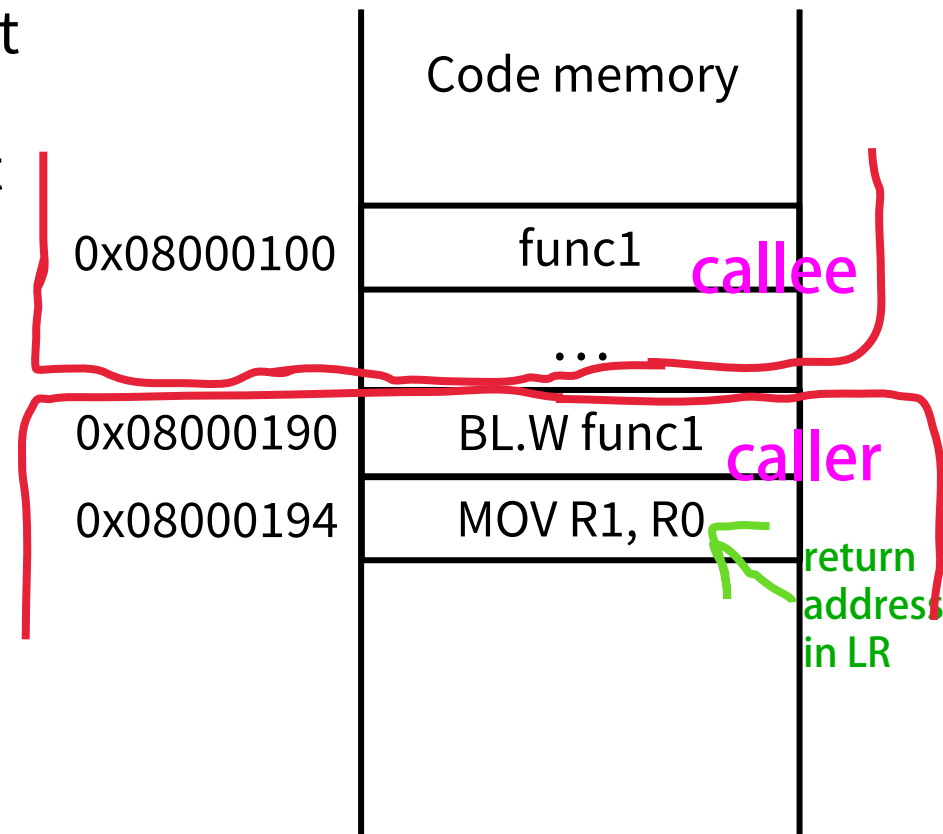 t
Code memory
0x08000100 func1 callee
...
0x08000190 BL.W func1 caller
0x08000194 MOV R1, R0
return
address
in LR